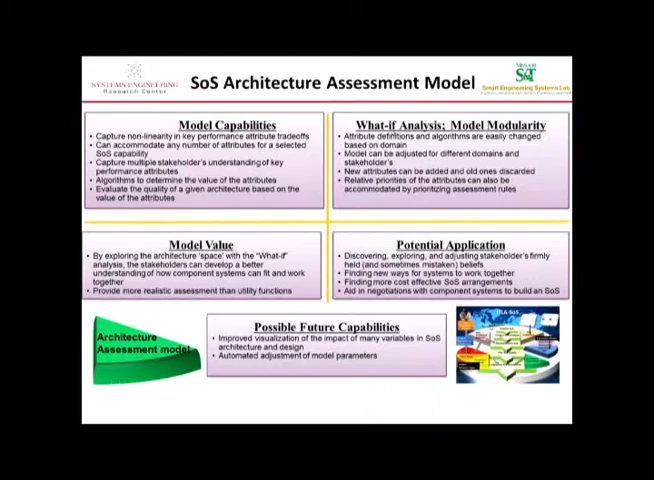 SYSTEMS ENGINEERING
Research Center
SoS Architecture Assessment Model
MISSOURI
S&T
Smart Engineering Systems Lab
Model Capabilities
• Capture non-linearity in key performance attribute tradeoffs
• Can accommodate any number of attributes for a selected
SoS capability
• Capture multiple stakeholder's understanding of key
performance attributes
• Algorithms to determine the value of the attributes
• Evaluate the quality of a given architecture based on the
value of the attributes
What-if Analysis; Model Modularity
• Attribute definitions and algorithms are easily changed
based on domain
• Model can be adjusted for different domains and
stakeholder's
• New attributes can be added and old ones discarded
• Relative priorities of the attributes can also be
accommodated by prioritizing assessment rules
Model Value
• By exploring the architecture 'space' with the "What-if"
analysis, the stakeholders can develop a better
understanding of how component systems can fit and work
together
• Provide more realistic assessment than utility functions
Potential Application
• Discovering, exploring, and adjusting stakeholder's firmly
held (and sometimes mistaken) beliefs
• Finding new ways for systems to work together
• Finding more cost effective SoS arrangements
• Aid in negotiations with component systems to build an SoS
Architecture
Assessment model
Possible Future Capabilities
• Improved visualization of the impact of many variables in SoS
architecture and design
• Automated adjustment of model parameters